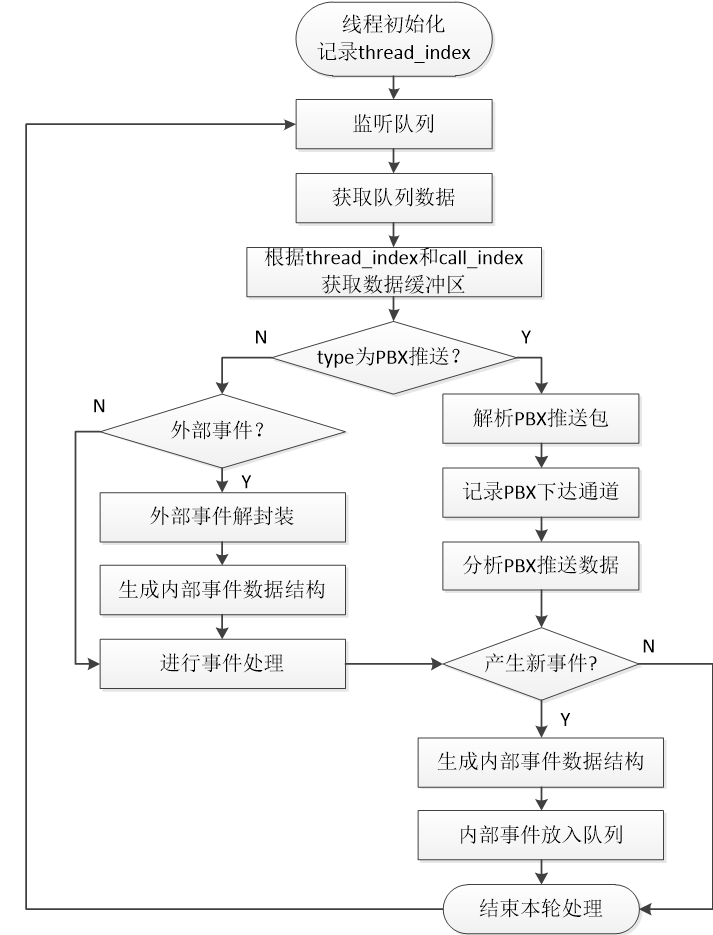 线程初始化
记录thread_index
监听队列
获取队列数据
根据thread_index和call_index
获取数据缓冲区
N
type为PBX推送？
Y
N
外部事件？
Y
外部事件解封装
生成内部事件数据结构
进行事件处理
解析PBX推送包
记录PBX下达通道
分析PBX推送数据
产生新事件?
N
Y
生成内部事件数据结构
内部事件放入队列
结束本轮处理